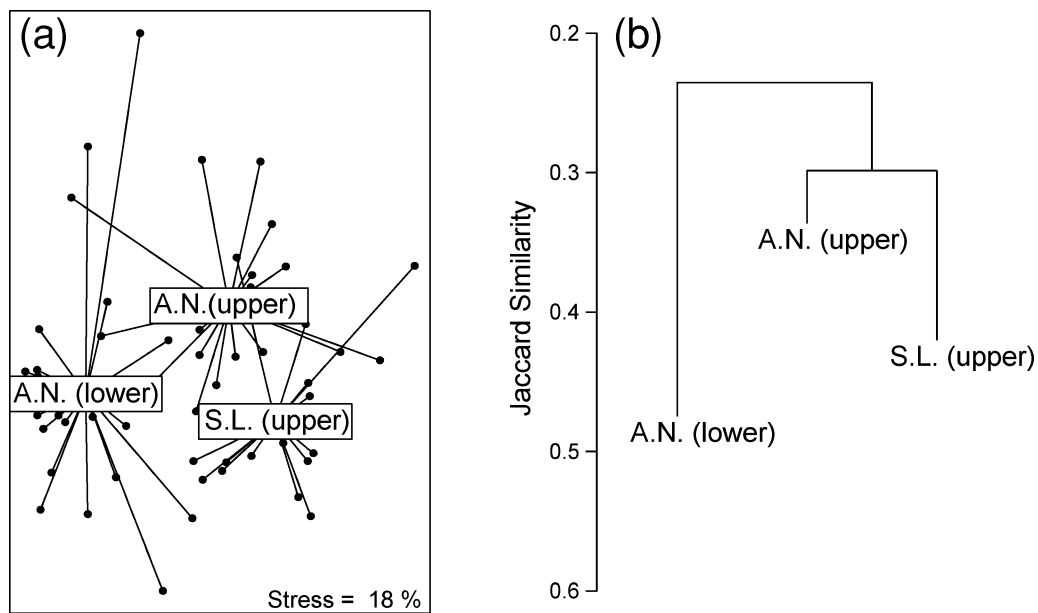 (a)
A.N.(upper)
A.N. (lower)
S.L. (upper)
Stress = 18 %
(b)
Jaccard Similarity
0.2
0.3
0.4
0.5
0.6
A.N. (upper)
S.L. (upper)
A.N. (lower)